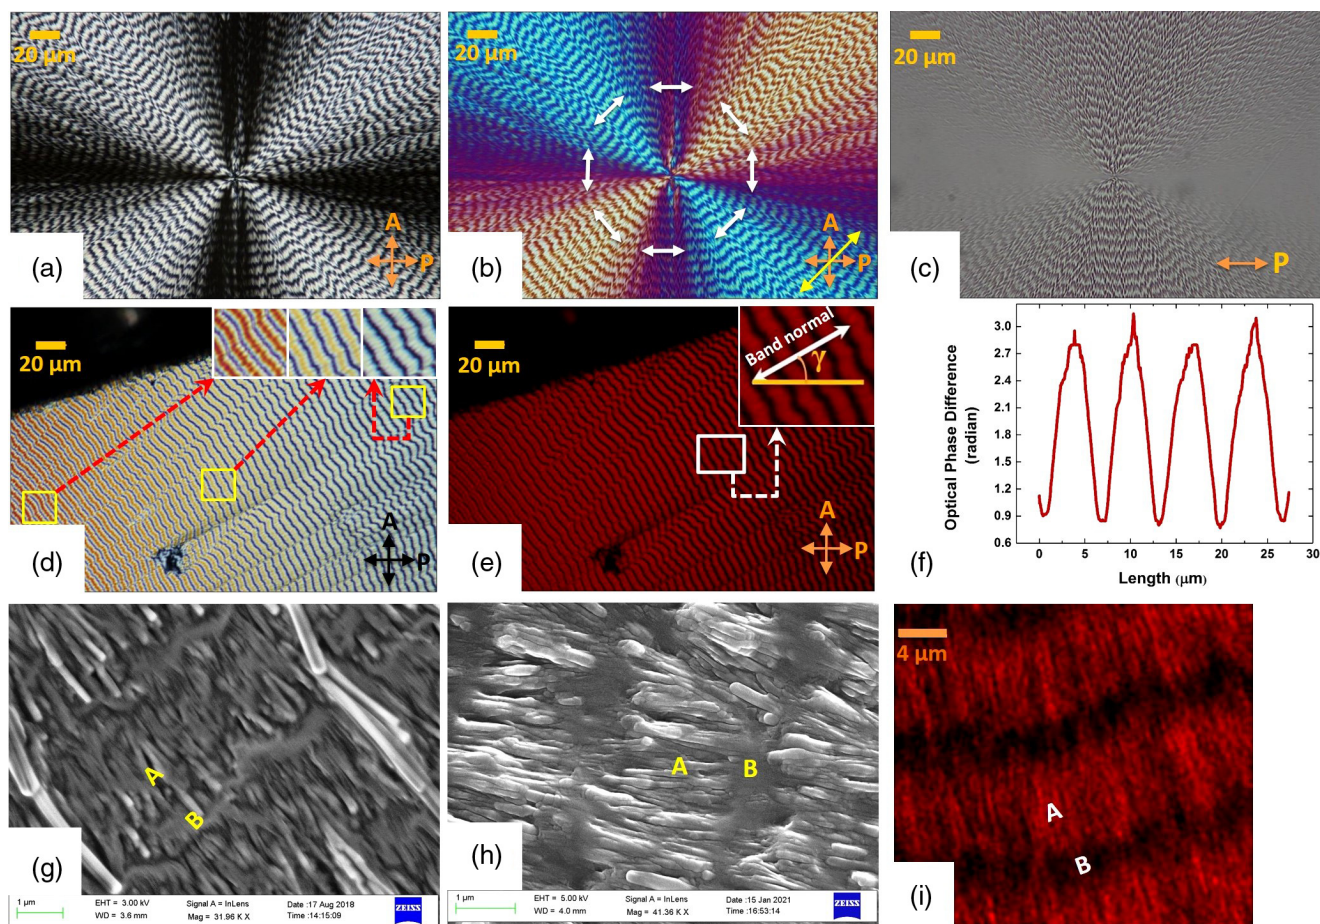 20 µm
(a)
A
P
20 µm
(b)
A
P
20 µm
(c)
P
20 µm
(d)
A
P
20 µm
Band normal
γ
(e)
A
P
3.0
2.7
2.4
2.1
1.8
1.5
1.2
0.9
0.6
0 5 10 15 20 25 30
Optical Phase Difference
(radian)
Length (µm)
(f)
A
B
(g)
1 µm
EHT = 3.00 kV
WD = 3.6 mm
Signal A = InLens
Mag = 31.96 K X
Date :17 Aug 2018
Time :14:15:09
ZEISS
A
B
(h)
1 µm
EHT = 5.00 kV
WD = 4.0 mm
Signal A = InLens
Mag = 41.36 K X
Date :15 Jan 2021
Time :16:53:14
ZEISS
4 µm
A
B
(i)